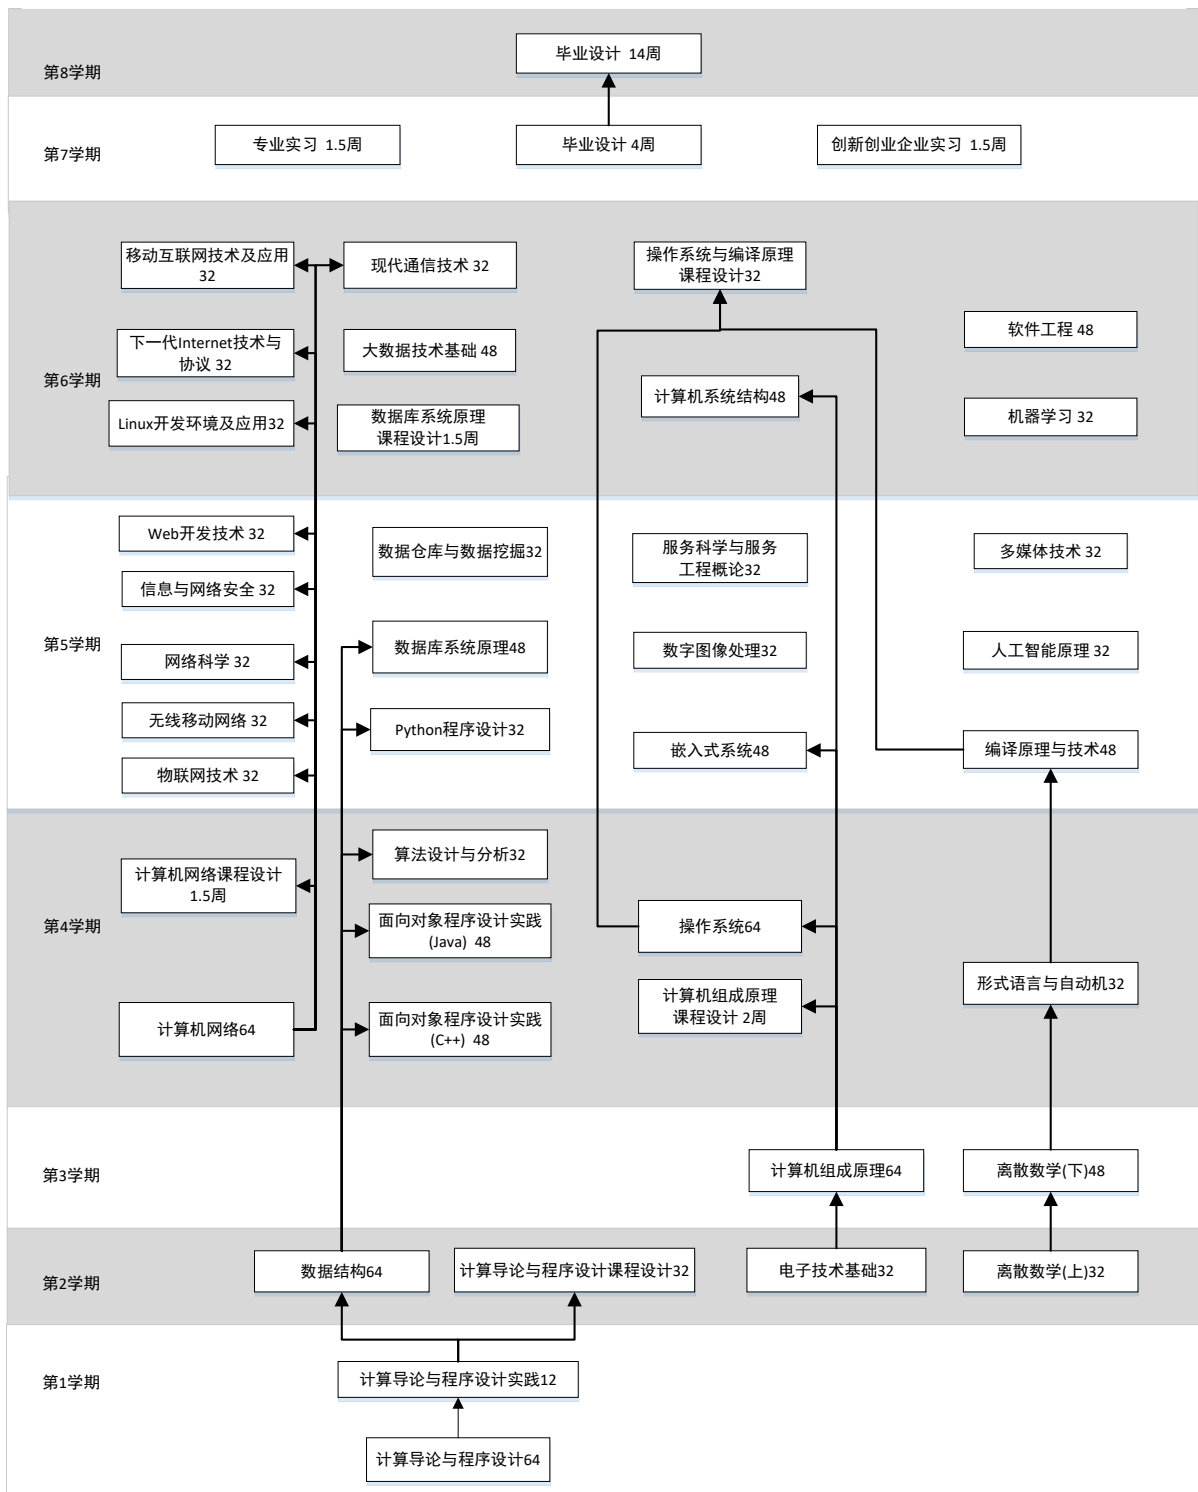 第8学期
毕业设计 14周
第7学期
专业实习 1.5周
毕业设计 4周
创新创业企业实习 1.5周
第6学期
移动互联网技术及应用
32
现代通信技术 32
操作系统与编译原理
课程设计32
下一代Internet技术与
协议 32
大数据技术基础 48
软件工程 48
Linux开发环境及应用32
数据库系统原理
课程设计1.5周
计算机系统结构48
机器学习 32
第5学期
Web开发技术 32
数据仓库与数据挖掘32
服务科学与服务
工程概论32
多媒体技术 32
信息与网络安全 32
网络科学 32
数据库系统原理48
数字图像处理32
人工智能原理 32
无线移动网络 32
Python程序设计32
嵌入式系统48
编译原理与技术48
物联网技术 32
第4学期
计算机网络课程设计
1.5周
算法设计与分析32
面向对象程序设计实践
(Java) 48
操作系统64
形式语言与自动机32
计算机网络64
面向对象程序设计实践
(C++) 48
计算机组成原理
课程设计 2周
第3学期
计算机组成原理64
离散数学(下)48
第2学期
数据结构64
计算导论与程序设计课程设计32
电子技术基础32
离散数学(上)32
第1学期
计算导论与程序设计实践12
计算导论与程序设计64